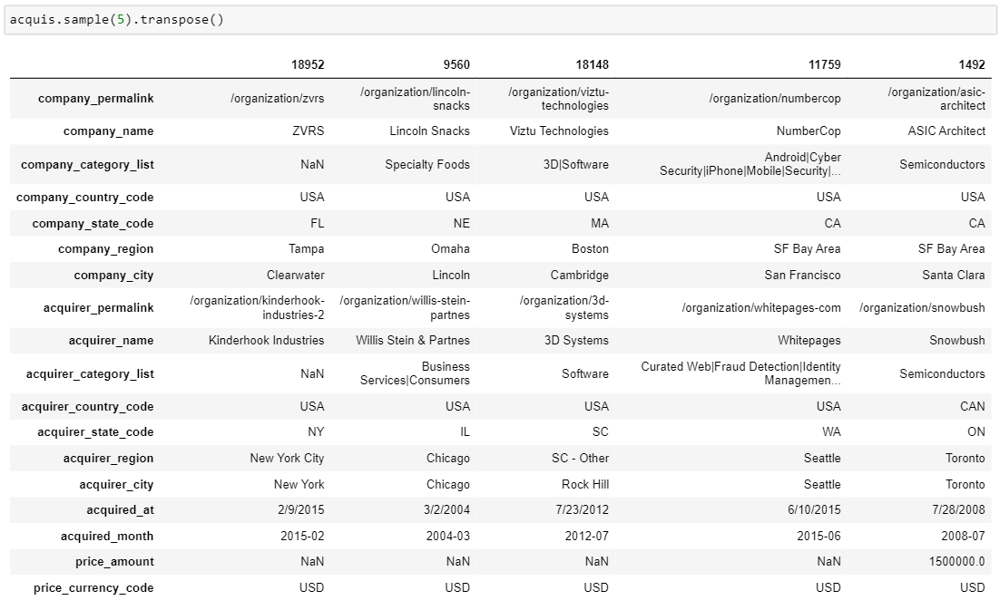 acquis.sample(5).transpose()
18952 9560 18148 11759 1492
company_permalink /organization/zvrs /organization/lincoln-snacks /organization/viztu-technologies /organization/numbercop /organization/asic-architect
company_name ZVRS Lincoln Snacks Viztu Technologies NumberCop ASIC Architect
company_category_list NaN Specialty Foods 3D|Software Android|Cyber Security|iPhone|Mobile|Security|... Semiconductors
company_country_code USA USA USA USA USA
company_state_code FL NE MA CA CA
company_region Tampa Omaha Boston SF Bay Area SF Bay Area
company_city Clearwater Lincoln Cambridge San Francisco Santa Clara
acquirer_permalink /organization/kinderhook-industries-2 /organization/willis-stein-partnes /organization/3d-systems /organization/whitepages-com /organization/snowbush
acquirer_name Kinderhook Industries Willis Stein & Partnes 3D Systems Whitepages Snowbush
acquirer_category_list NaN Business Services|Consumers Software Curated Web|Fraud Detection|Identity Managemen... Semiconductors
acquirer_country_code USA USA USA USA CAN
acquirer_state_code NY IL SC WA ON
acquirer_region New York City Chicago SC - Other Seattle Toronto
acquirer_city New York Chicago Rock Hill Seattle Toronto
acquired_at 2/9/2015 3/2/2004 7/23/2012 6/10/2015 7/28/2008
acquired_month 2015-02 2004-03 2012-07 2015-06 2008-07
price_amount NaN NaN NaN NaN 1500000.0
price_currency_code USD USD USD USD USD